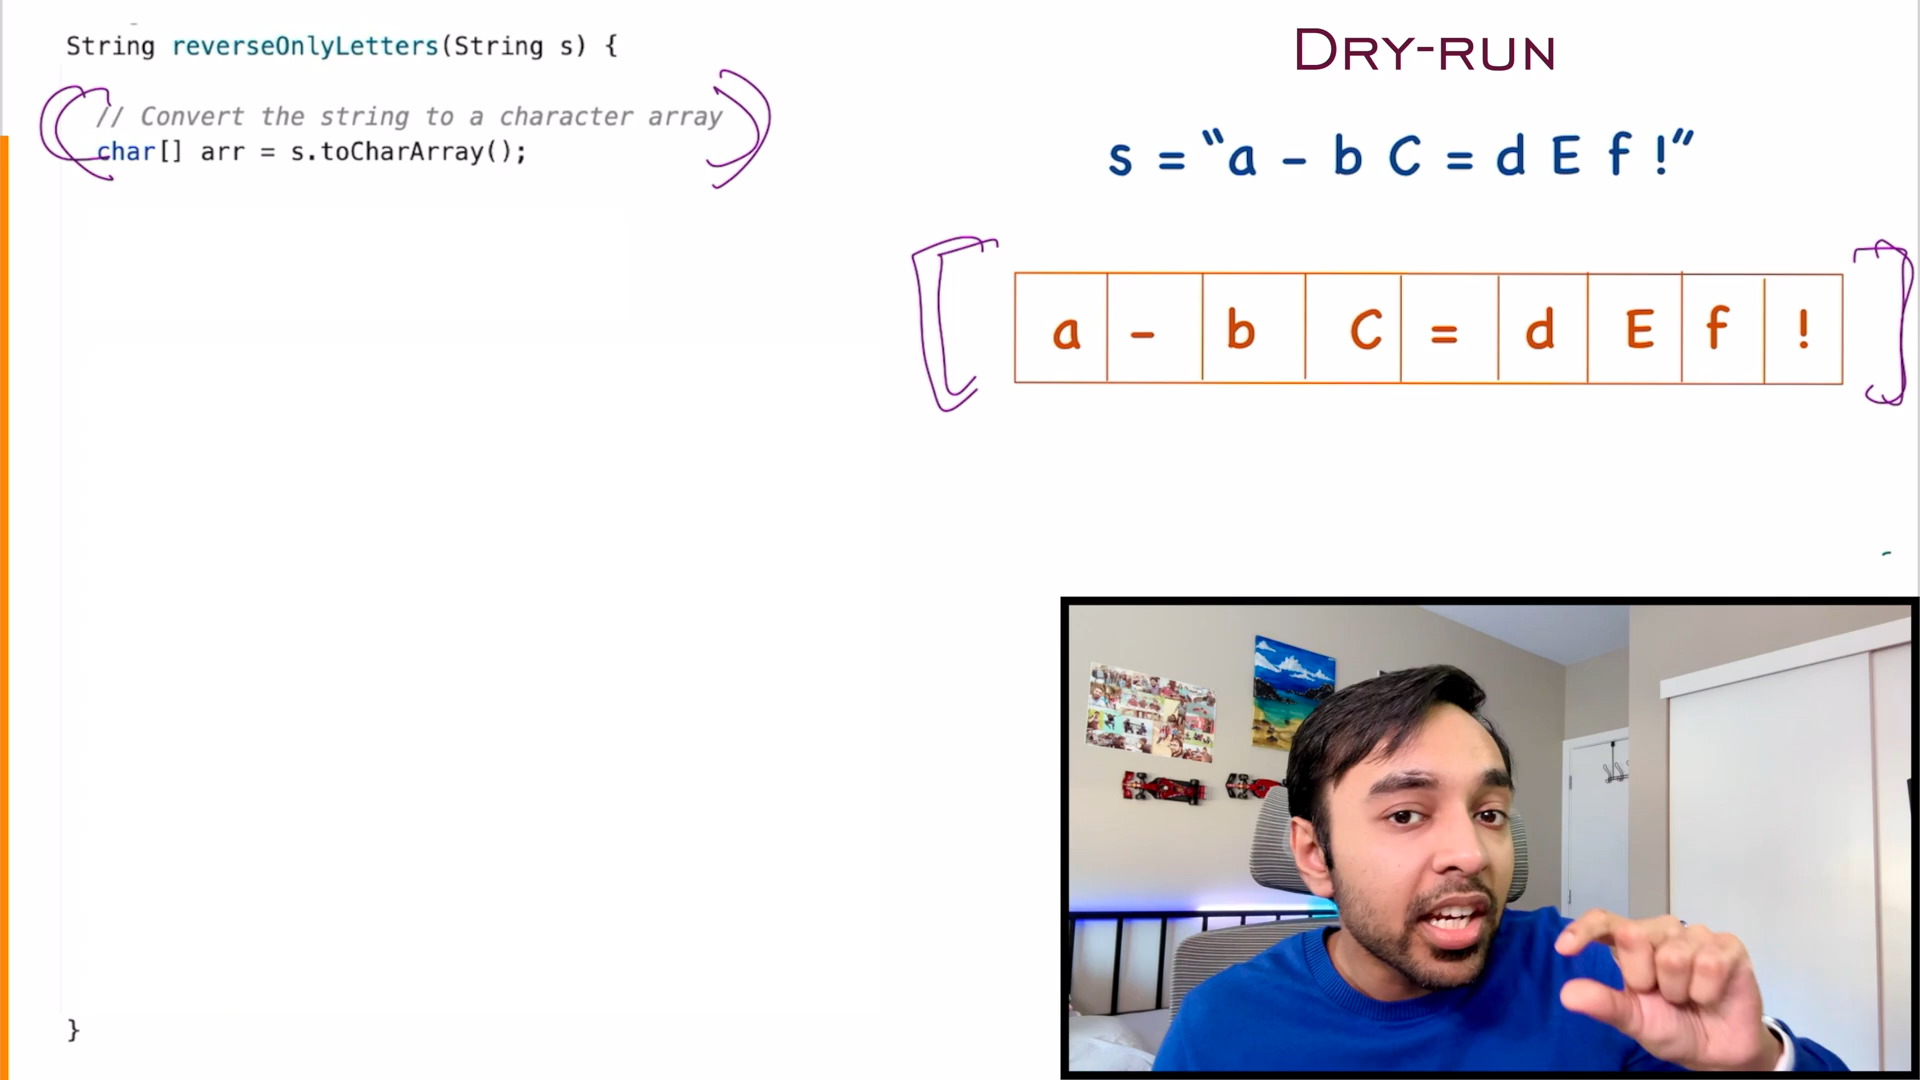 String reverseOnlyLetters(String s) {
// Convert the string to a character array
char[] arr = s.toCharArray();
}
DRY-RUN
s = "a - b C = d E f !"
a - b C = d E f !